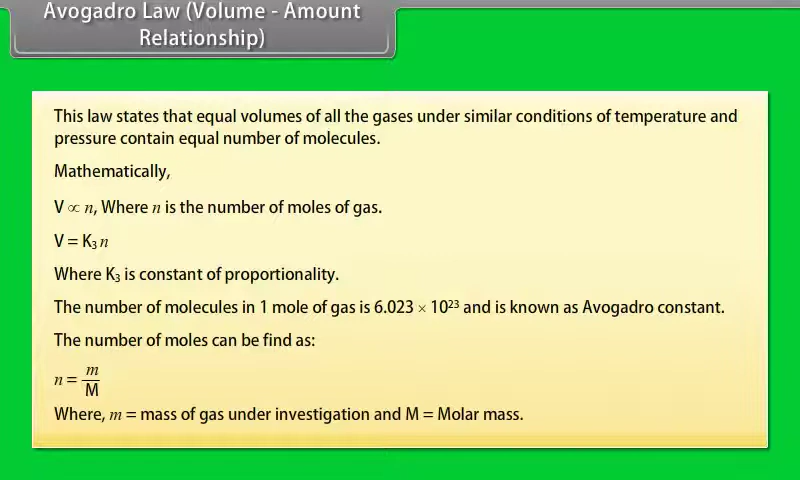 Avogadro Law (Volume - Amount
Relationship)
This law states that equal volumes of all the gases under similar conditions of temperature and
pressure contain equal number of molecules.
Mathematically,
V ∝ n, Where n is the number of moles of gas.
V = K₃ n
Where K₃ is constant of proportionality.
The number of molecules in 1 mole of gas is 6.023 × 10²³ and is known as Avogadro constant.
The number of moles can be find as:
n = m/M
Where, m = mass of gas under investigation and M = Molar mass.